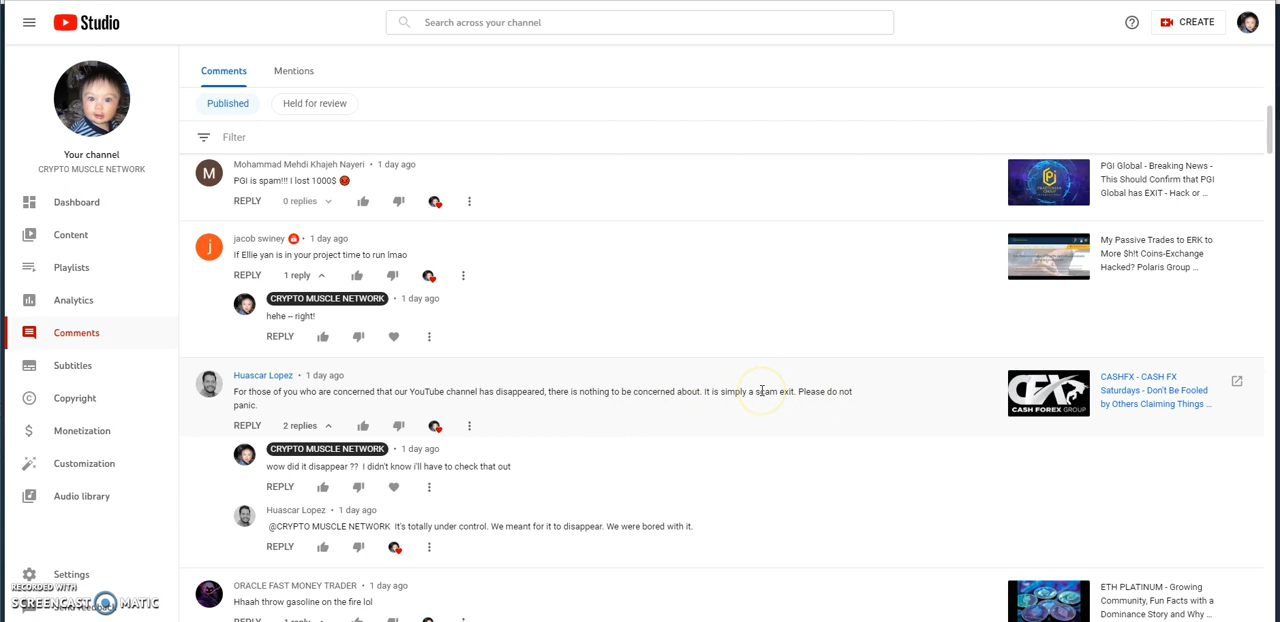 Studio
Search across your channel
CREATE
Comments
Mentions
Published
Held for review
Filter
Your channel
CRYPTO MUSCLE NETWORK
Dashboard
Content
Playlists
Analytics
Comments
Subtitles
Copyright
Monetization
Customization
Audio library
Settings
RECORDED WITH
SCREENCAST MATIC
M
Mohammad Mehdi Khajeh Nayeri • 1 day ago
PGI is spam!!! I lost 1000$
REPLY 0 replies
PGI Global - Breaking News -
This Should Confirm that PGI
Global has EXIT - Hack or ...
j
jacob swiney • 1 day ago
If Ellie yan is in your project time to run lmao
REPLY 1 reply
My Passive Trades to ERK to
More $h!t Coins-Exchange
Hacked? Polaris Group ...
CRYPTO MUSCLE NETWORK • 1 day ago
hehe -- right!
REPLY
Huascar Lopez • 1 day ago
For those of you who are concerned that our YouTube channel has disappeared, there is nothing to be concerned about. It is simply a scam exit. Please do not
panic.
REPLY 2 replies
CASH FOREX GROUP
CASHFX - CASH FX
Saturdays - Don't Be Fooled
by Others Claiming Things ...
CRYPTO MUSCLE NETWORK • 1 day ago
wow did it disappear ?? I didn't know i'll have to check that out
REPLY
Huascar Lopez • 1 day ago
@CRYPTO MUSCLE NETWORK It's totally under control. We meant for it to disappear. We were bored with it.
REPLY
ORACLE FAST MONEY TRADER • 1 day ago
Hhaah throw gasoline on the fire lol
ETH PLATINUM - Growing
Community, Fun Facts with a
Dominance Story and Why ...